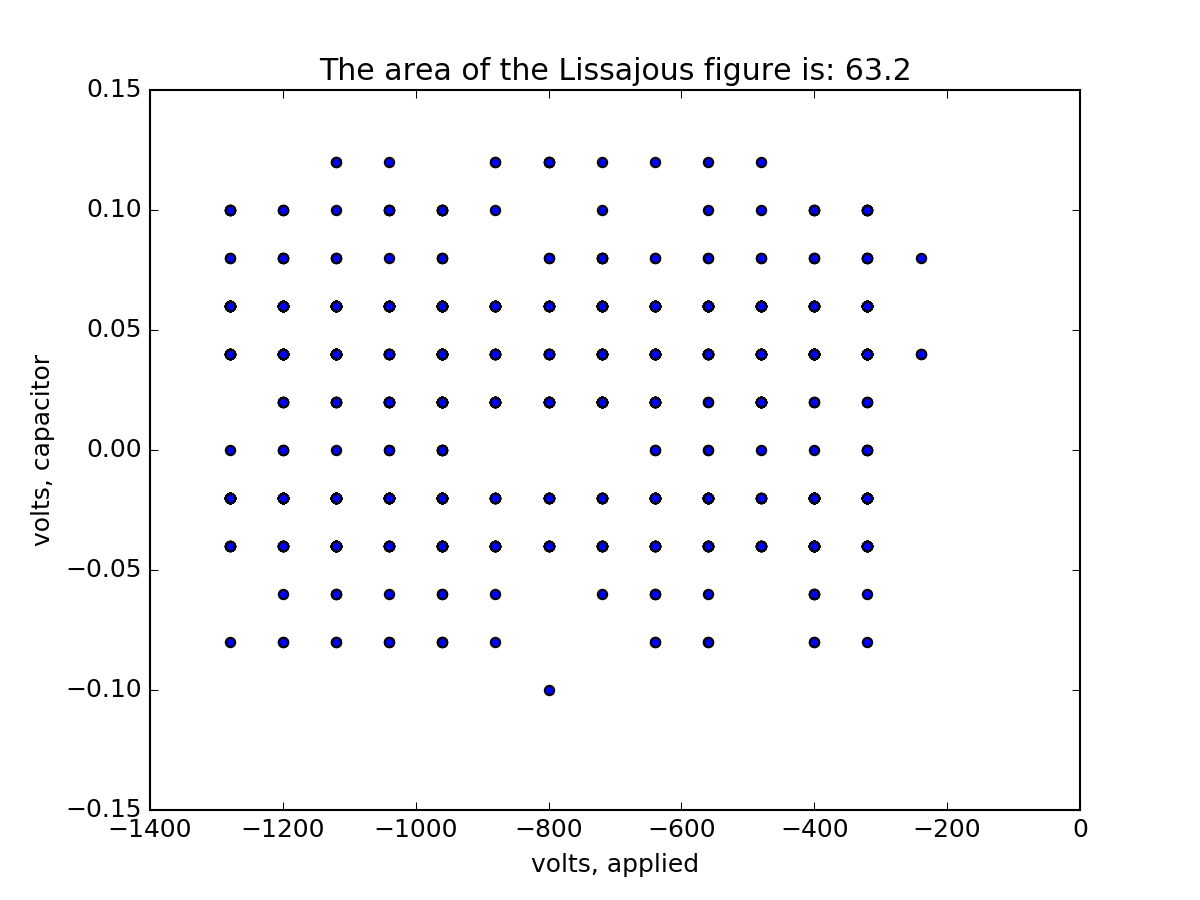 The area of the Lissajous figure is: 63.2
0.15
0.10
0.05
0.00
−0.05
−0.10
−0.15
volts, capacitor
−1400 −1200 −1000 −800 −600 −400 −200 0
volts, applied